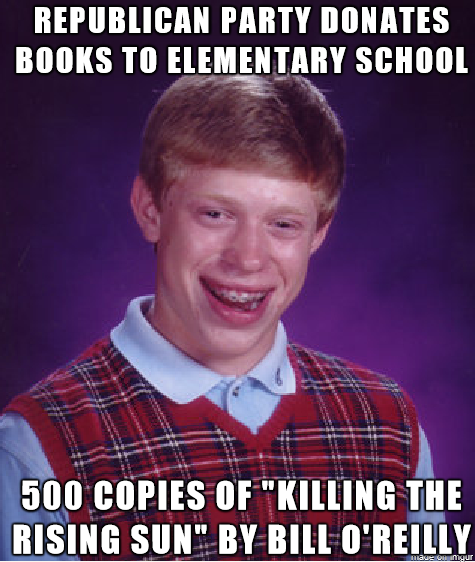 REPUBLICAN PARTY DONATES
BOOKS TO ELEMENTARY SCHOOL
500 COPIES OF "KILLING THE
RISING SUN" BY BILL O'REILLY
made on imgur